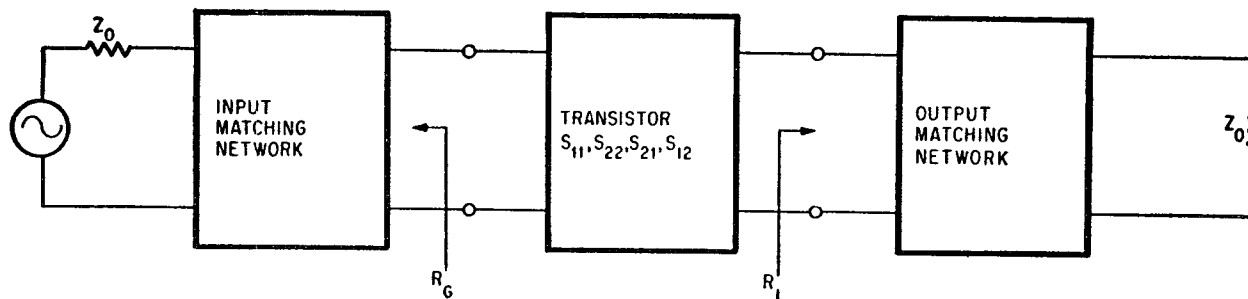 Z0
INPUT
MATCHING
NETWORK
TRANSISTOR
S11, S22, S21, S12
OUTPUT
MATCHING
NETWORK
Z0
RG
RL